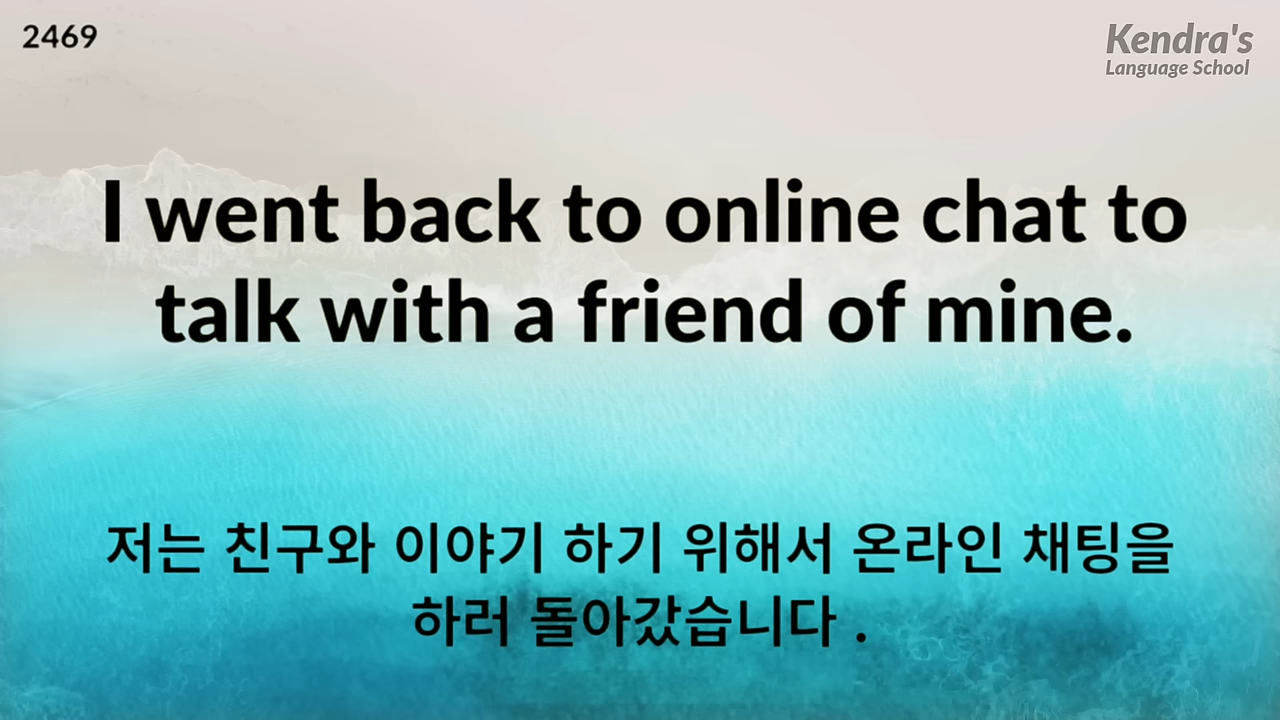 2469
Kendra's
Language School
I went back to online chat to
talk with a friend of mine.
저는 친구와 이야기 하기 위해서 온라인 채팅을
하러 돌아갔습니다 .